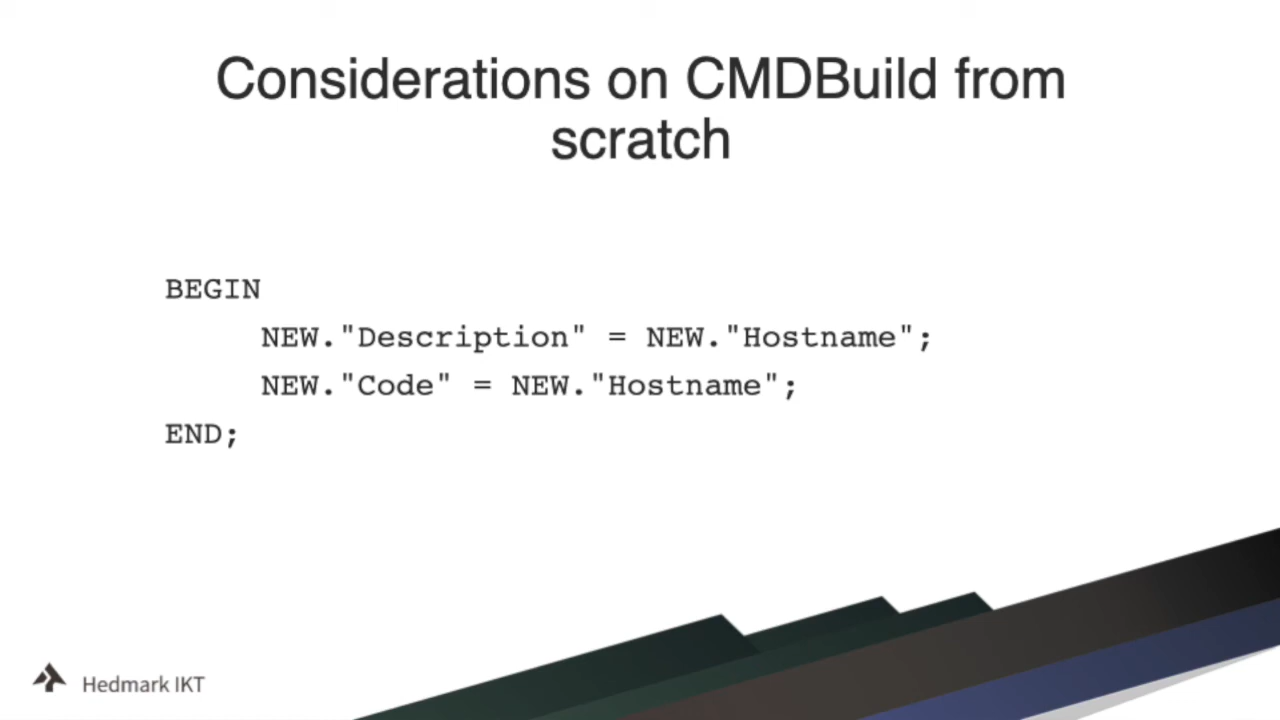 Considerations on CMDBuild from
scratch
BEGIN
NEW."Description" = NEW."Hostname";
NEW."Code" = NEW."Hostname";
END;
Hedmark IKT